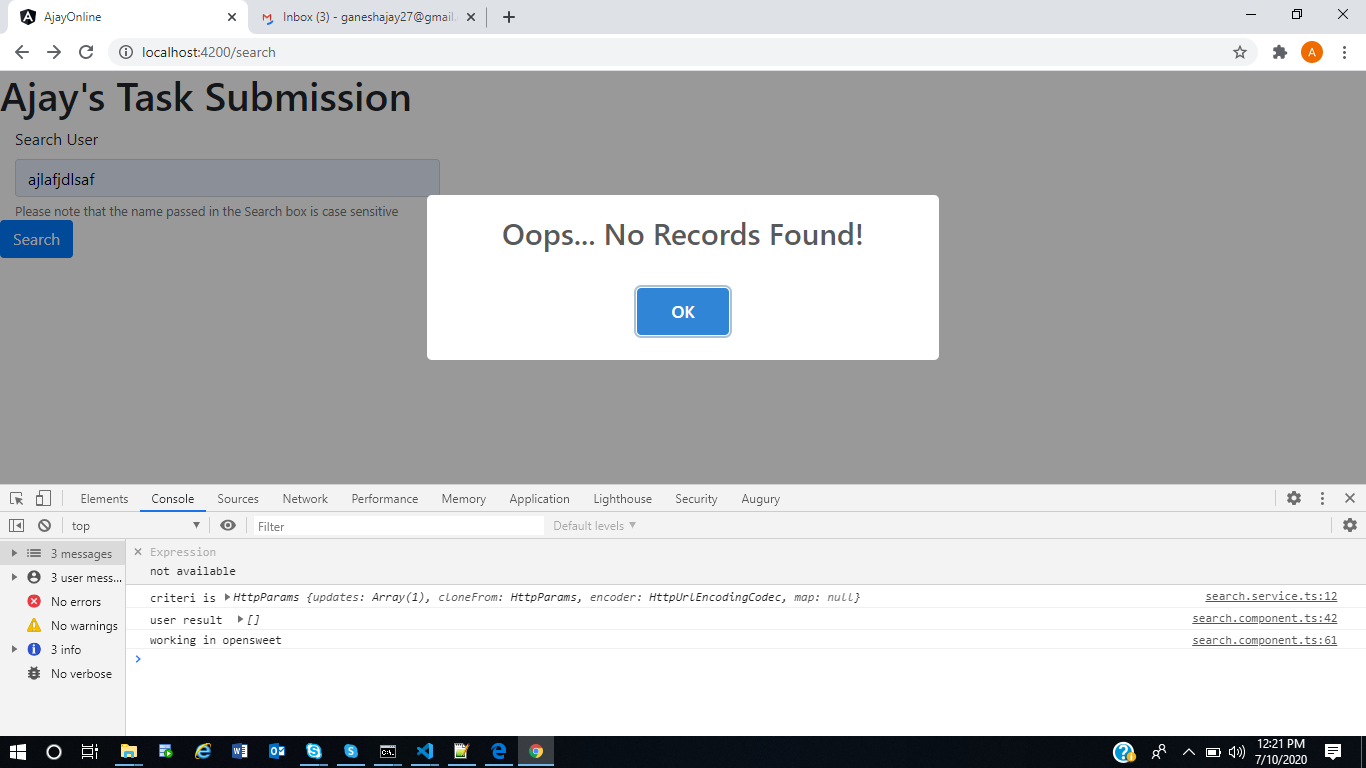 AjayOnline
Inbox (3) - ganeshajay27@gmail.
localhost:4200/search
A
Ajay's Task Submission
Search User
ajlafjdlsaf
Please note that the name passed in the Search box is case sensitive
Search
Oops... No Records Found!
OK
Elements Console Sources Network Performance Memory Application Lighthouse Security Augury
top Filter Default levels
3 messages
3 user mess...
No errors
No warnings
3 info
No verbose
Expression
not available
criteri is HttpParams {updates: Array(1), cloneFrom: HttpParams, encoder: HttpUrlEncodingCodec, map: null} search.service.ts:12
user result [] search.component.ts:42
working in opensweet search.component.ts:61
12:21 PM
7/10/2020